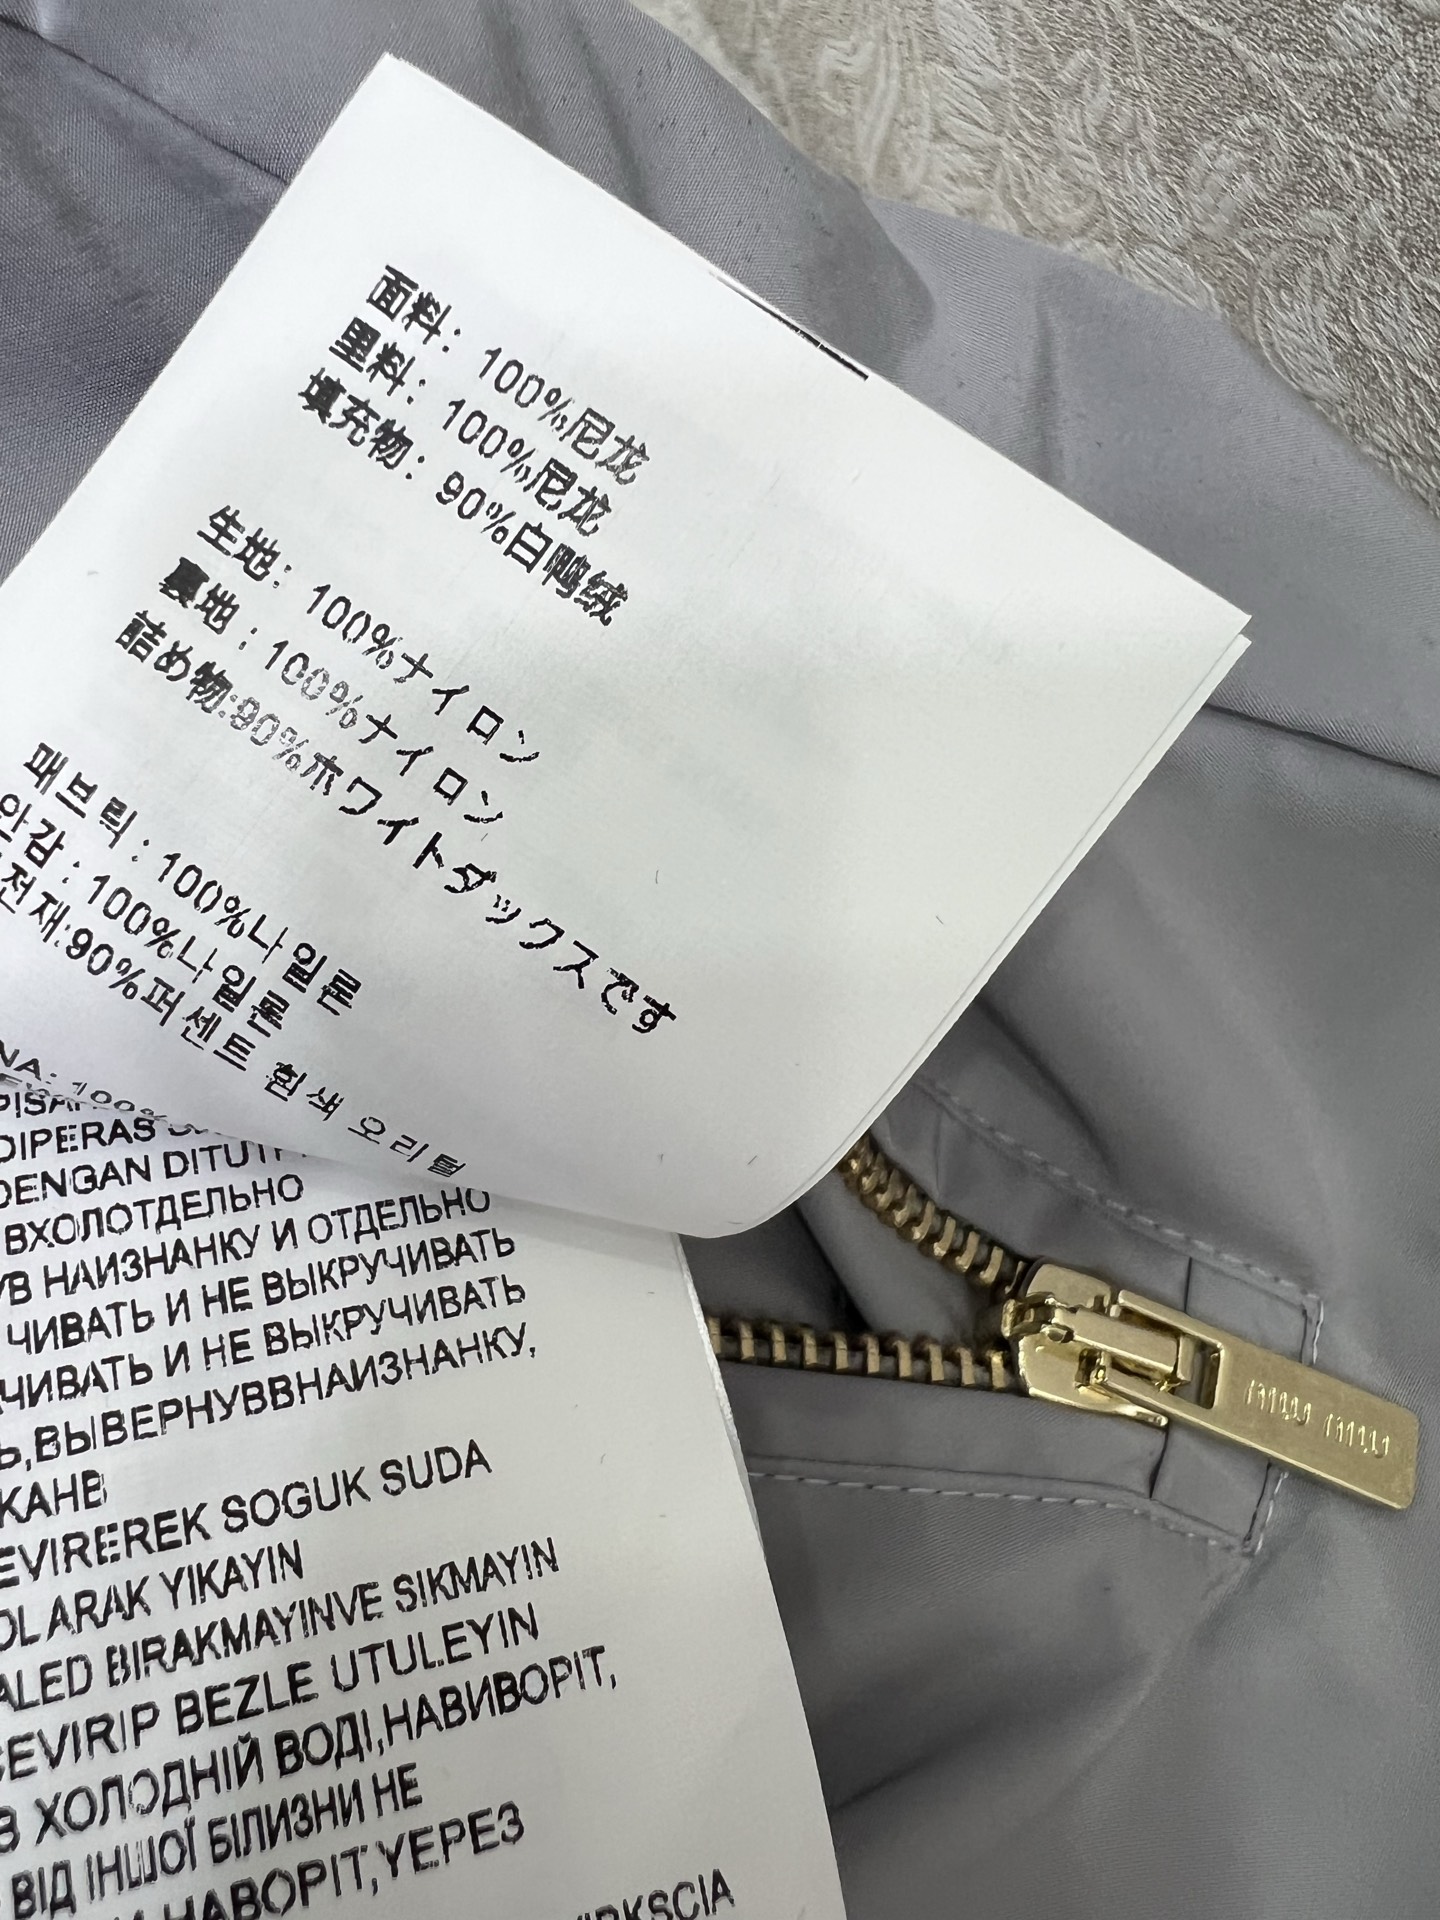 面料：100%尼龙
里料：100%尼龙
填充物：90%白鸭绒
生地：100%ナイロン
裏地：100%ナイロン
詰め物:90%ホワイトダックスです
패브릭：100%나일론
안감：100%나일론
전재:90%퍼센트 흰색 오리털
NA: 100%
DIPERAS
DENGAN DITUT
ВХОЛОТДЕЛЬНО
УВ НАИЗНАНКУ И ОТДЕЛЬНО
ЧИВАТЬ И НЕ ВЫКРУЧИВАТЬ
ЧИВАТЬ И НЕ ВЫКРУЧИВАТЬ
Ь,ВЫВЕРНУВВНАИЗНАНКУ,
КАНВ
EVIREREK SOGUK SUDA
OLARAK YIKAYIN
ALED BIRAKMAYINVE SIKMAYIN
CEVIRIP BEZLE UTULEYIN
В ХОЛОДНІЙ ВОДІ,НАВИВОРІТ,
ВІД ІНШОЇ БІЛИЗНИ НЕ
НАВОРІТ,ЧЕРЕЗ
miu miu